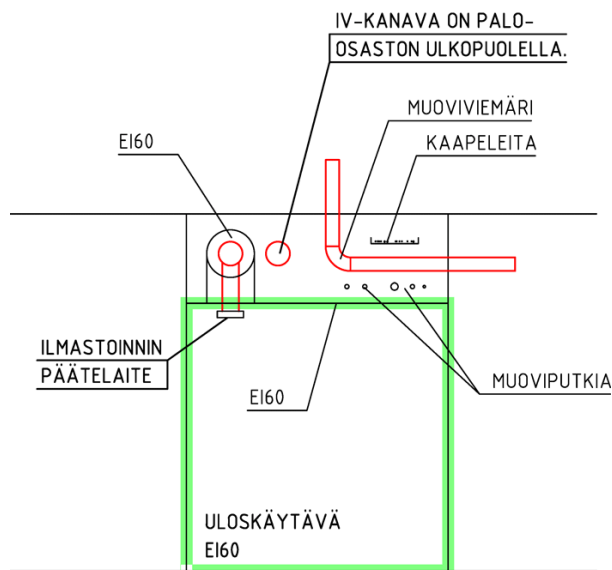 IV-KANAVA ON PALO-
OSASTON ULKOPUOLELLA.
MUOVIVIEMÄRI
KAAPELEITA
EI60
ILMASTOINNIN
PÄÄTELAITE
EI60
MUOVIPUTKIA
ULOSKÄYTÄVÄ
EI60